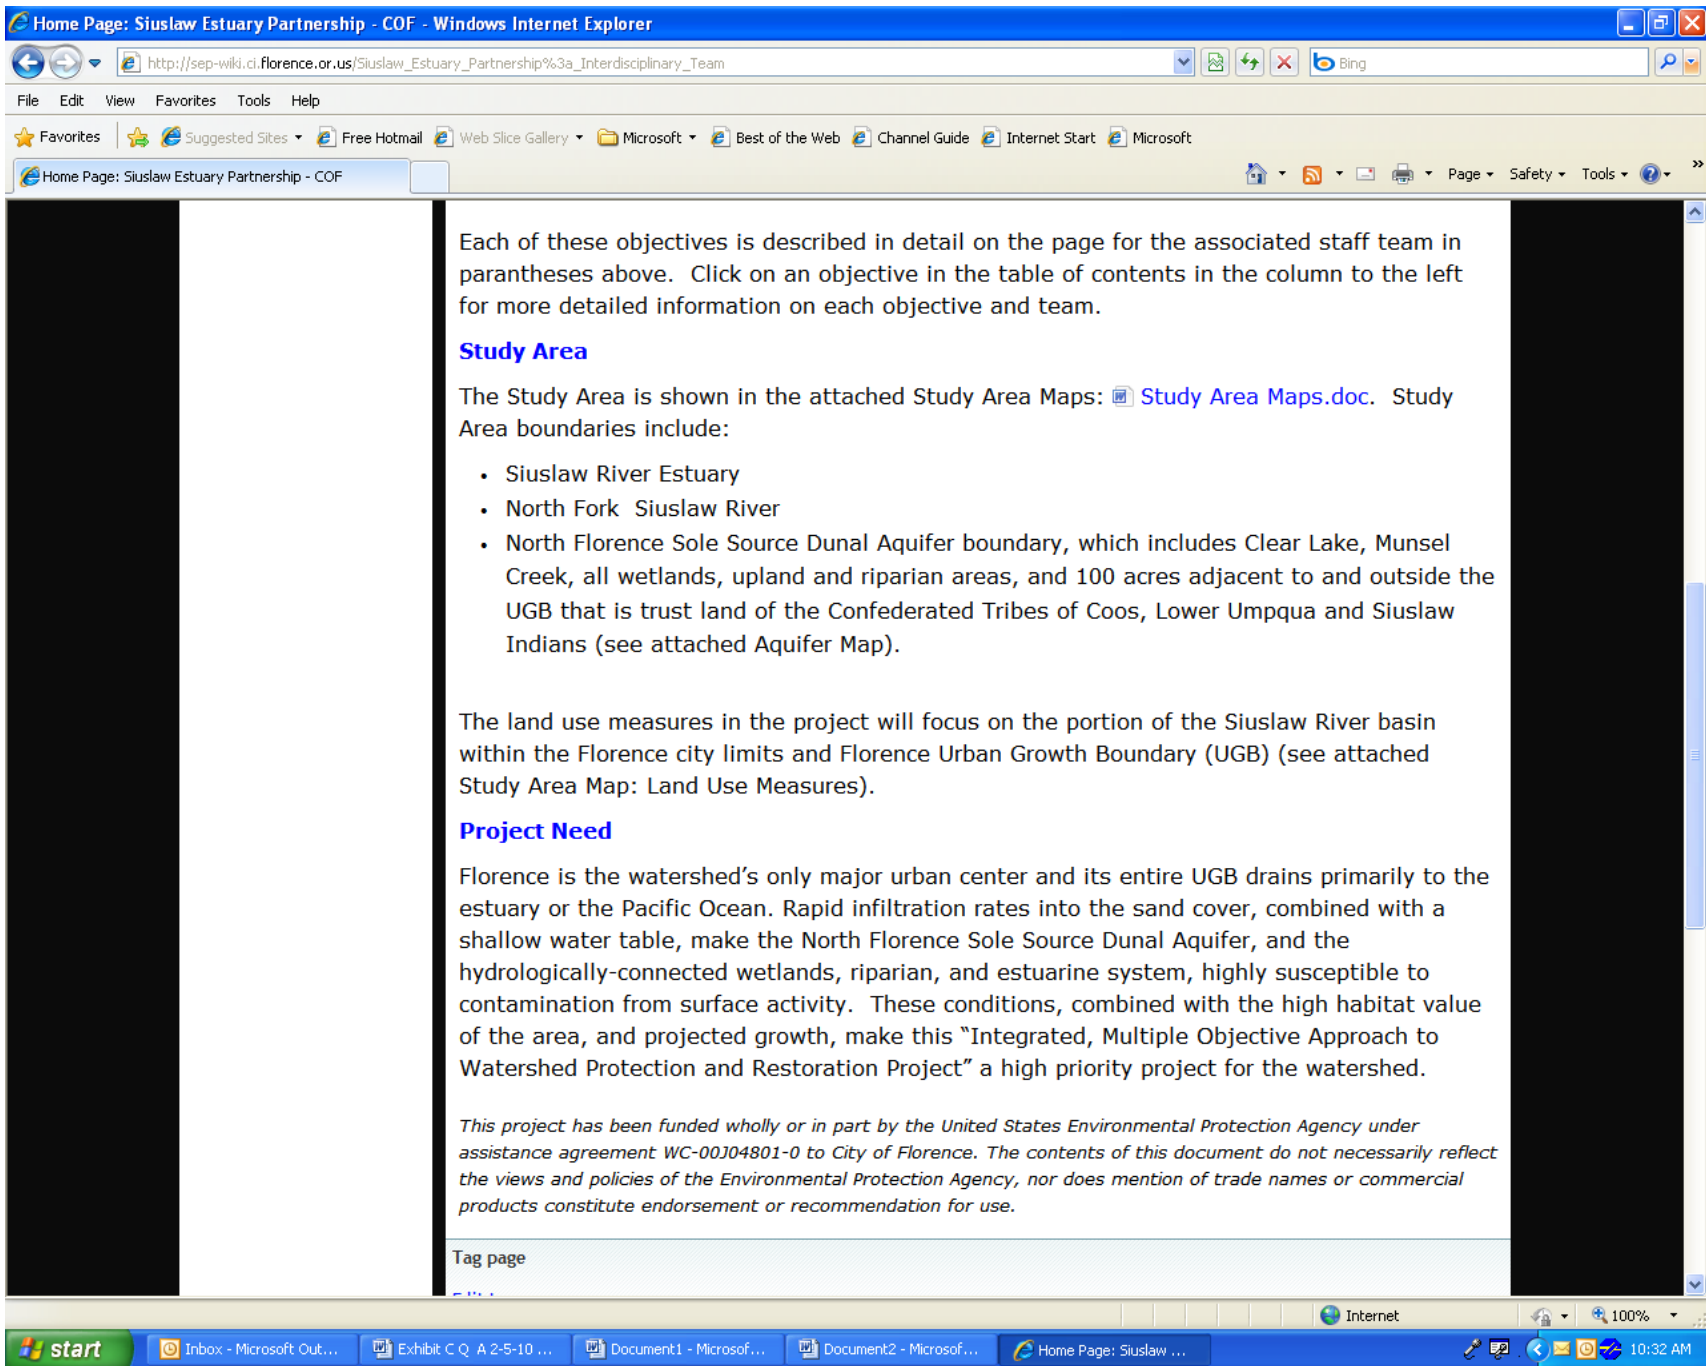 Home Page: Siuslaw Estuary Partnership - COF - Windows Internet Explorer
http://sep-wiki.ci.florence.or.us/Siuslaw_Estuary_Partnership%3a_Interdisciplinary_Team
Bing
File Edit View Favorites Tools Help
Favorites Suggested Sites Free Hotmail Web Slice Gallery Microsoft Best of the Web Channel Guide Internet Start Microsoft
Home Page: Siuslaw Estuary Partnership - COF
Page Safety Tools
Each of these objectives is described in detail on the page for the associated staff team in
parantheses above. Click on an objective in the table of contents in the column to the left
for more detailed information on each objective and team.
Study Area
The Study Area is shown in the attached Study Area Maps: Study Area Maps.doc. Study
Area boundaries include:
• Siuslaw River Estuary
• North Fork Siuslaw River
• North Florence Sole Source Dunal Aquifer boundary, which includes Clear Lake, Munsel
Creek, all wetlands, upland and riparian areas, and 100 acres adjacent to and outside the
UGB that is trust land of the Confederated Tribes of Coos, Lower Umpqua and Siuslaw
Indians (see attached Aquifer Map).
The land use measures in the project will focus on the portion of the Siuslaw River basin
within the Florence city limits and Florence Urban Growth Boundary (UGB) (see attached
Study Area Map: Land Use Measures).
Project Need
Florence is the watershed's only major urban center and its entire UGB drains primarily to the
estuary or the Pacific Ocean. Rapid infiltration rates into the sand cover, combined with a
shallow water table, make the North Florence Sole Source Dunal Aquifer, and the
hydrologically-connected wetlands, riparian, and estuarine system, highly susceptible to
contamination from surface activity. These conditions, combined with the high habitat value
of the area, and projected growth, make this “Integrated, Multiple Objective Approach to
Watershed Protection and Restoration Project” a high priority project for the watershed.
This project has been funded wholly or in part by the United States Environmental Protection Agency under
assistance agreement WC-00J04801-0 to City of Florence. The contents of this document do not necessarily reflect
the views and policies of the Environmental Protection Agency, nor does mention of trade names or commercial
products constitute endorsement or recommendation for use.
Tag page
Internet 100%
start Inbox - Microsoft Out... Exhibit C Q A 2-5-10 ... Document1 - Microsof... Document2 - Microsof... Home Page: Siuslaw ... 10:32 AM